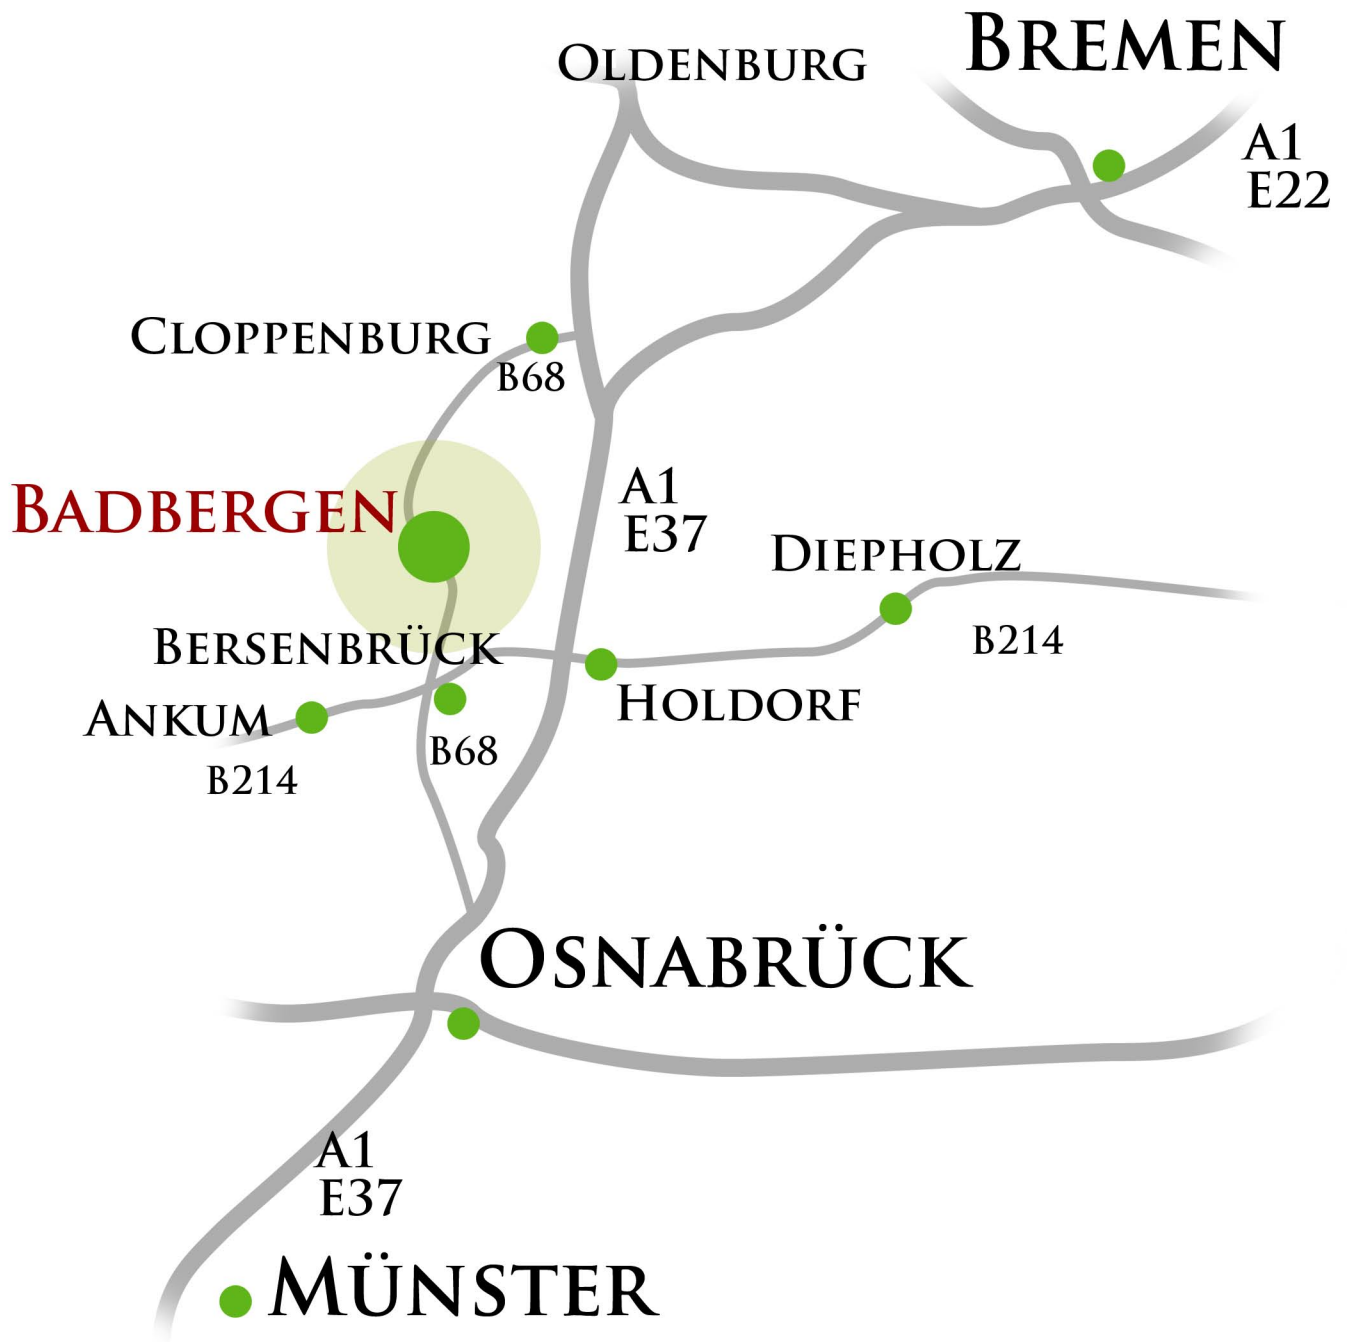 Bremen
Oldenburg
A1
E22
Cloppenburg
B68
Badbergen
A1
E37
Diepholz
Bersenbrück
B214
Holdorf
Ankum
B68
B214
Osnabrück
A1
E37
Münster